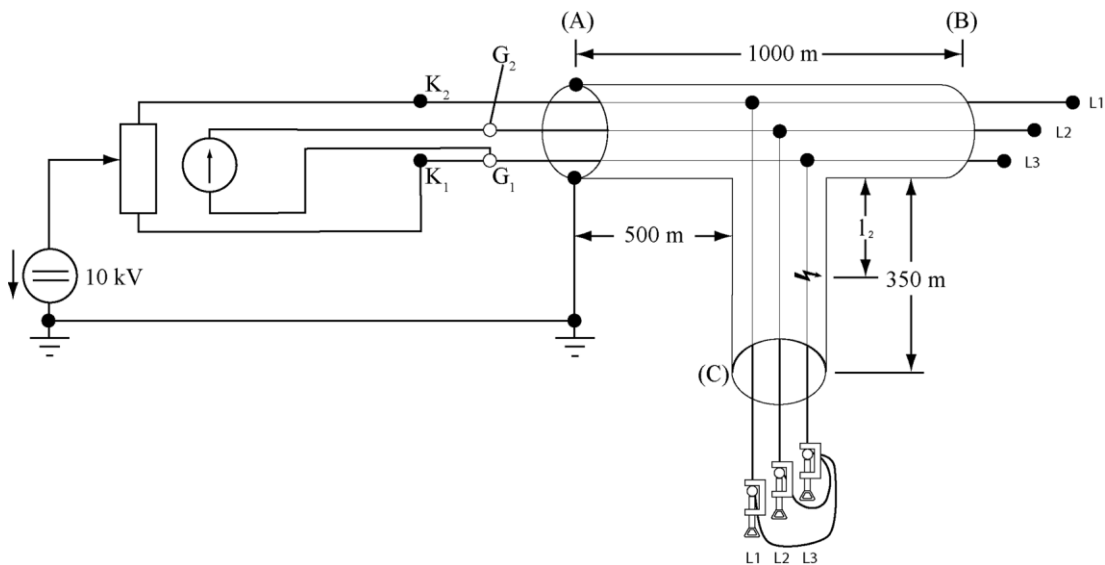 (A)
(B)
1000 m
G₂
K₂
L1
L2
K₁
G₁
L3
500 m
l₂
10 kV
350 m
(C)
L1 L2 L3